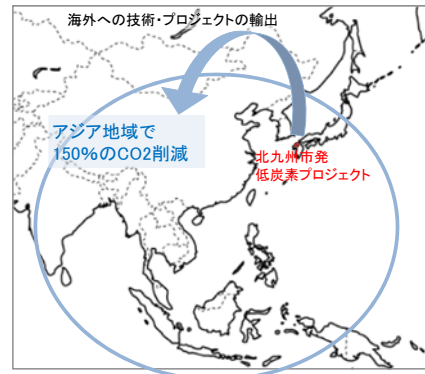 海外への技術・プロジェクトの輸出
アジア地域で
150%のCO2削減
北九州市発
低炭素プロジェクト